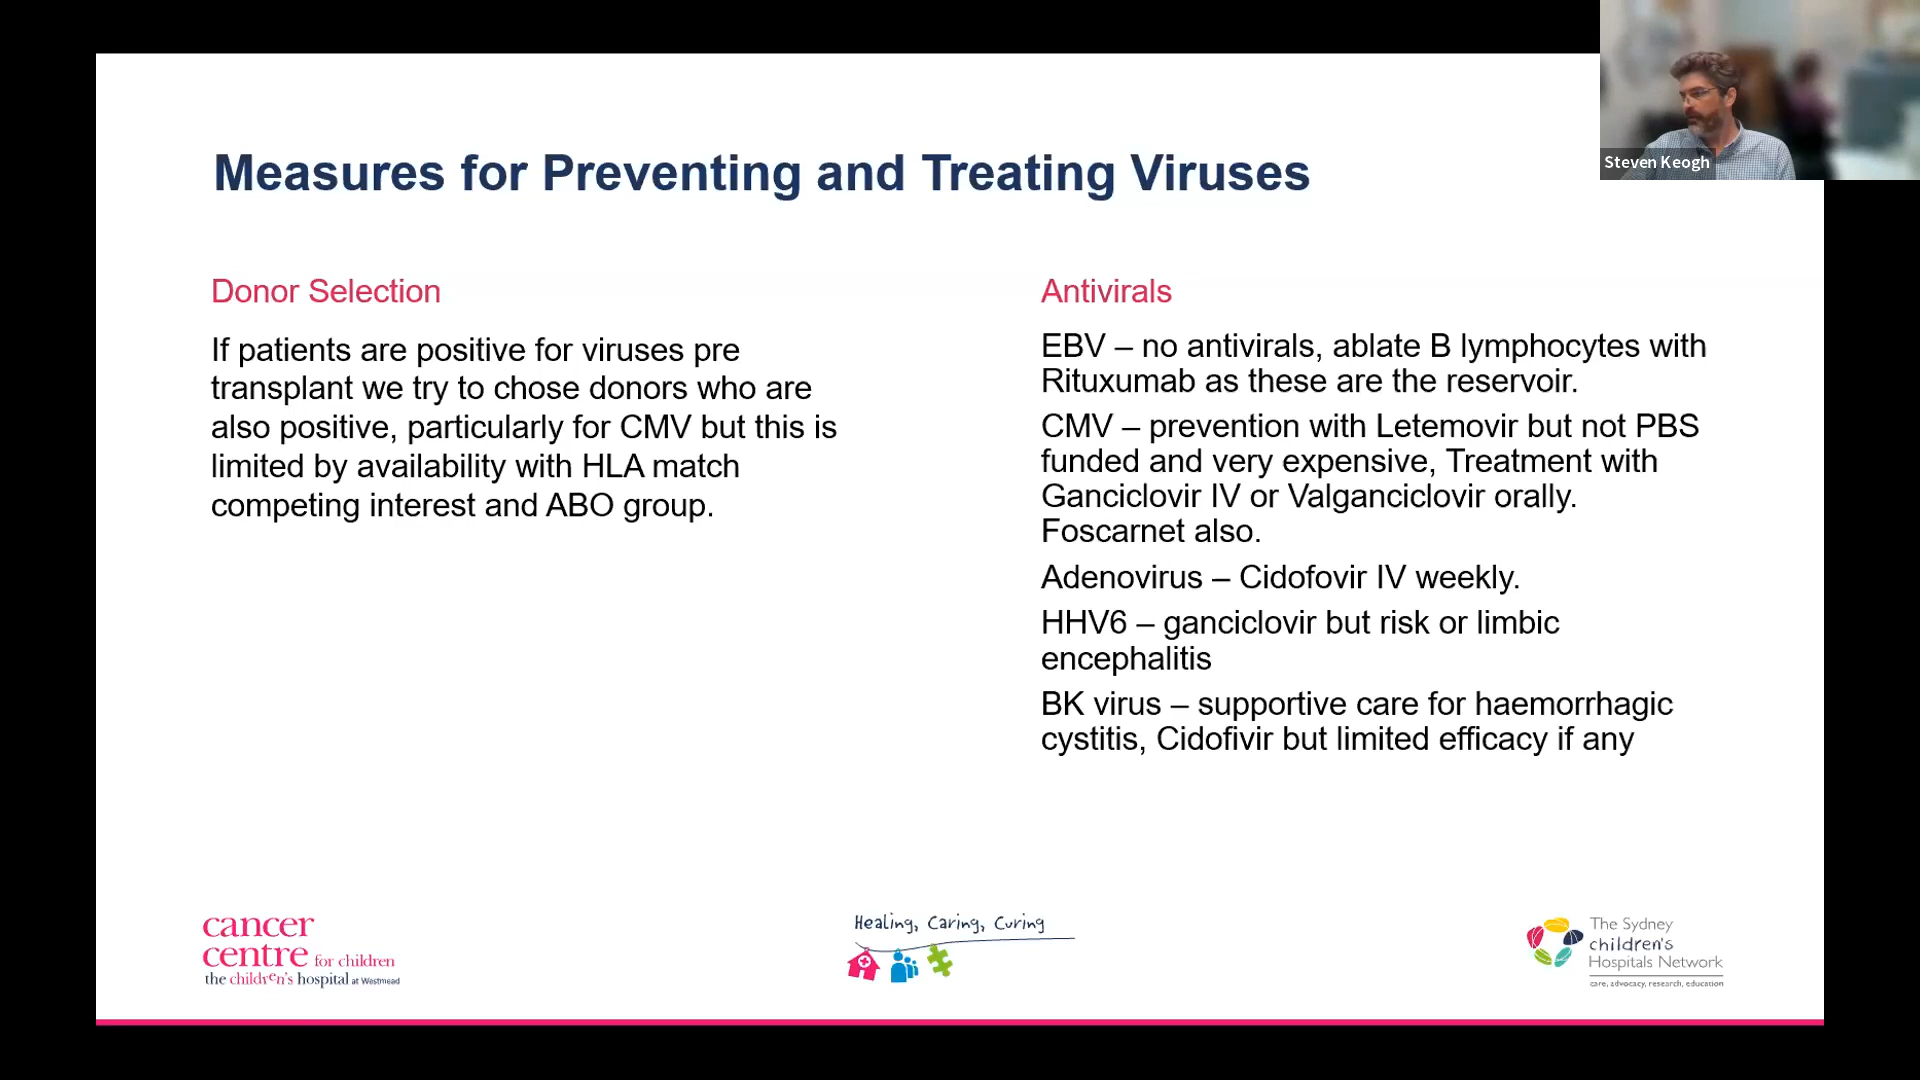 Steven Keogh
Measures for Preventing and Treating Viruses
Donor Selection
If patients are positive for viruses pre
transplant we try to chose donors who are
also positive, particularly for CMV but this is
limited by availability with HLA match
competing interest and ABO group.
Antivirals
EBV – no antivirals, ablate B lymphocytes with
Rituxumab as these are the reservoir.
CMV – prevention with Letemovir but not PBS
funded and very expensive, Treatment with
Ganciclovir IV or Valganciclovir orally.
Foscarnet also.
Adenovirus – Cidofovir IV weekly.
HHV6 – ganciclovir but risk or limbic
encephalitis
BK virus – supportive care for haemorrhagic
cystitis, Cidofivir but limited efficacy if any
cancer
centre for children
the children's hospital at Westmead
Healing, Caring, Curing
The Sydney
children's
Hospitals Network
care, advocacy, research, education